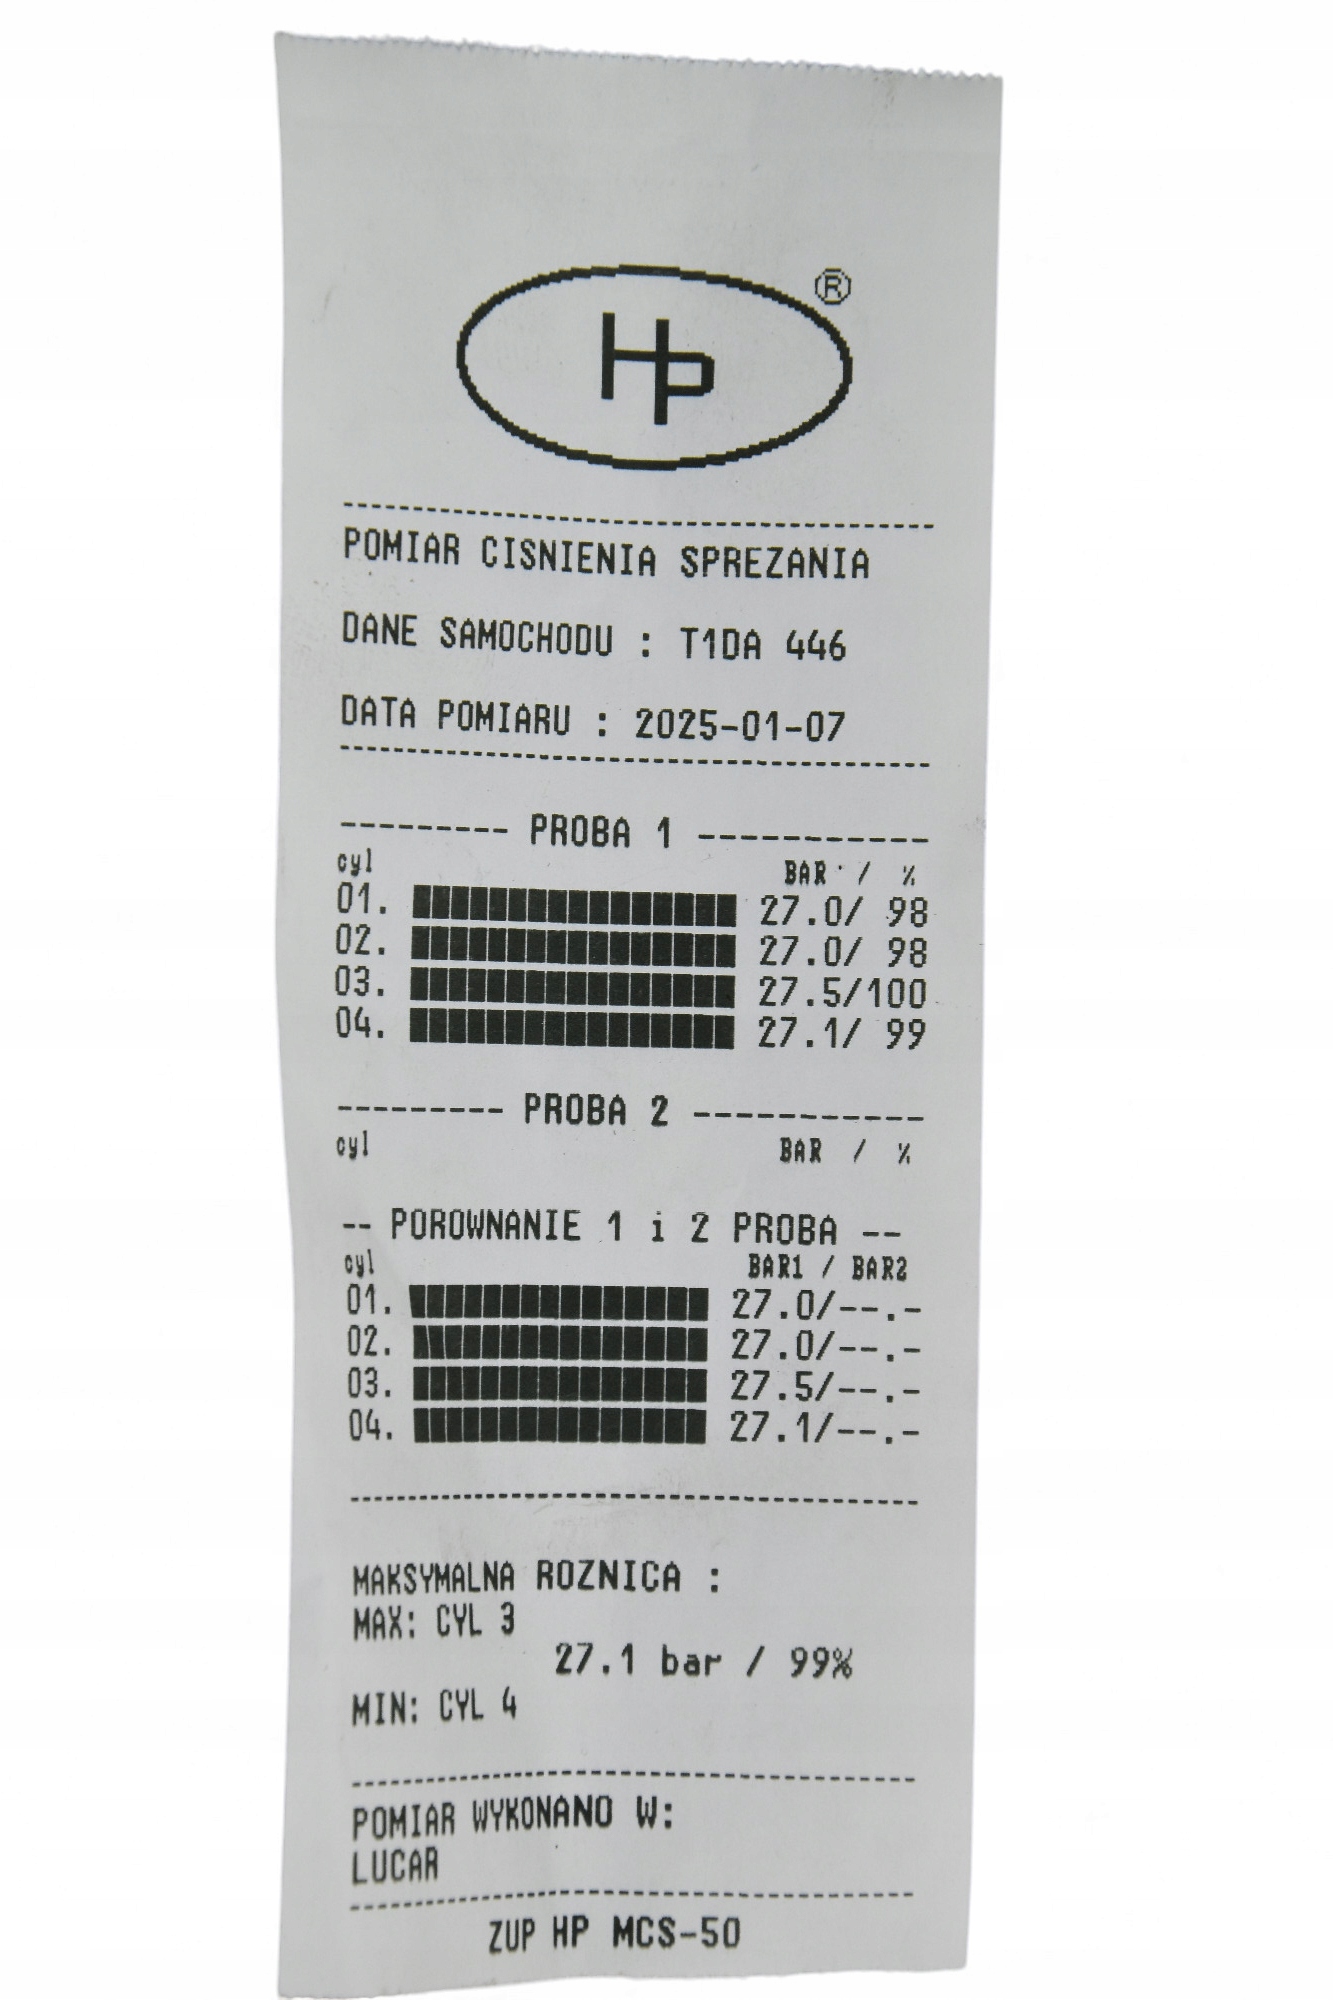 HP ®
POMIAR CISNIENIA SPREZANIA
DANE SAMOCHODU : T1DA 446
DATA POMIARU : 2025-01-07
--------- PROBA 1 -----------
cyl BAR / %
01. 27.0/ 98
02. 27.0/ 98
03. 27.5/100
04. 27.1/ 99
--------- PROBA 2 -----------
cyl BAR / %
-- POROWNANIE 1 i 2 PROBA --
cyl BAR1 / BAR2
01. 27.0/--.-
02. 27.0/--.-
03. 27.5/--.-
04. 27.1/--.-
MAKSYMALNA ROZNICA :
MAX: CYL 3
27.1 bar / 99%
MIN: CYL 4
POMIAR WYKONANO W:
LUCAR
ZUP HP MCS-50